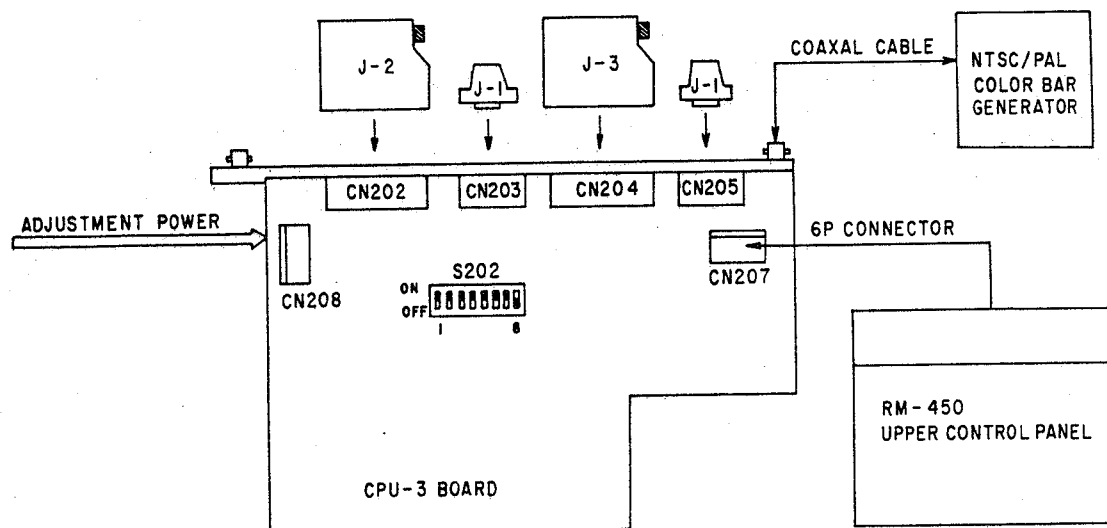 J-2
J-1
J-3
J-1
COAXAL CABLE
NTSC/PAL
COLOR BAR
GENERATOR
CN202
CN203
CN204
CN205
ADJUSTMENT POWER
6P CONNECTOR
CN208
S202
ON
OFF
1
8
CN207
RM-450
UPPER CONTROL PANEL
CPU-3 BOARD